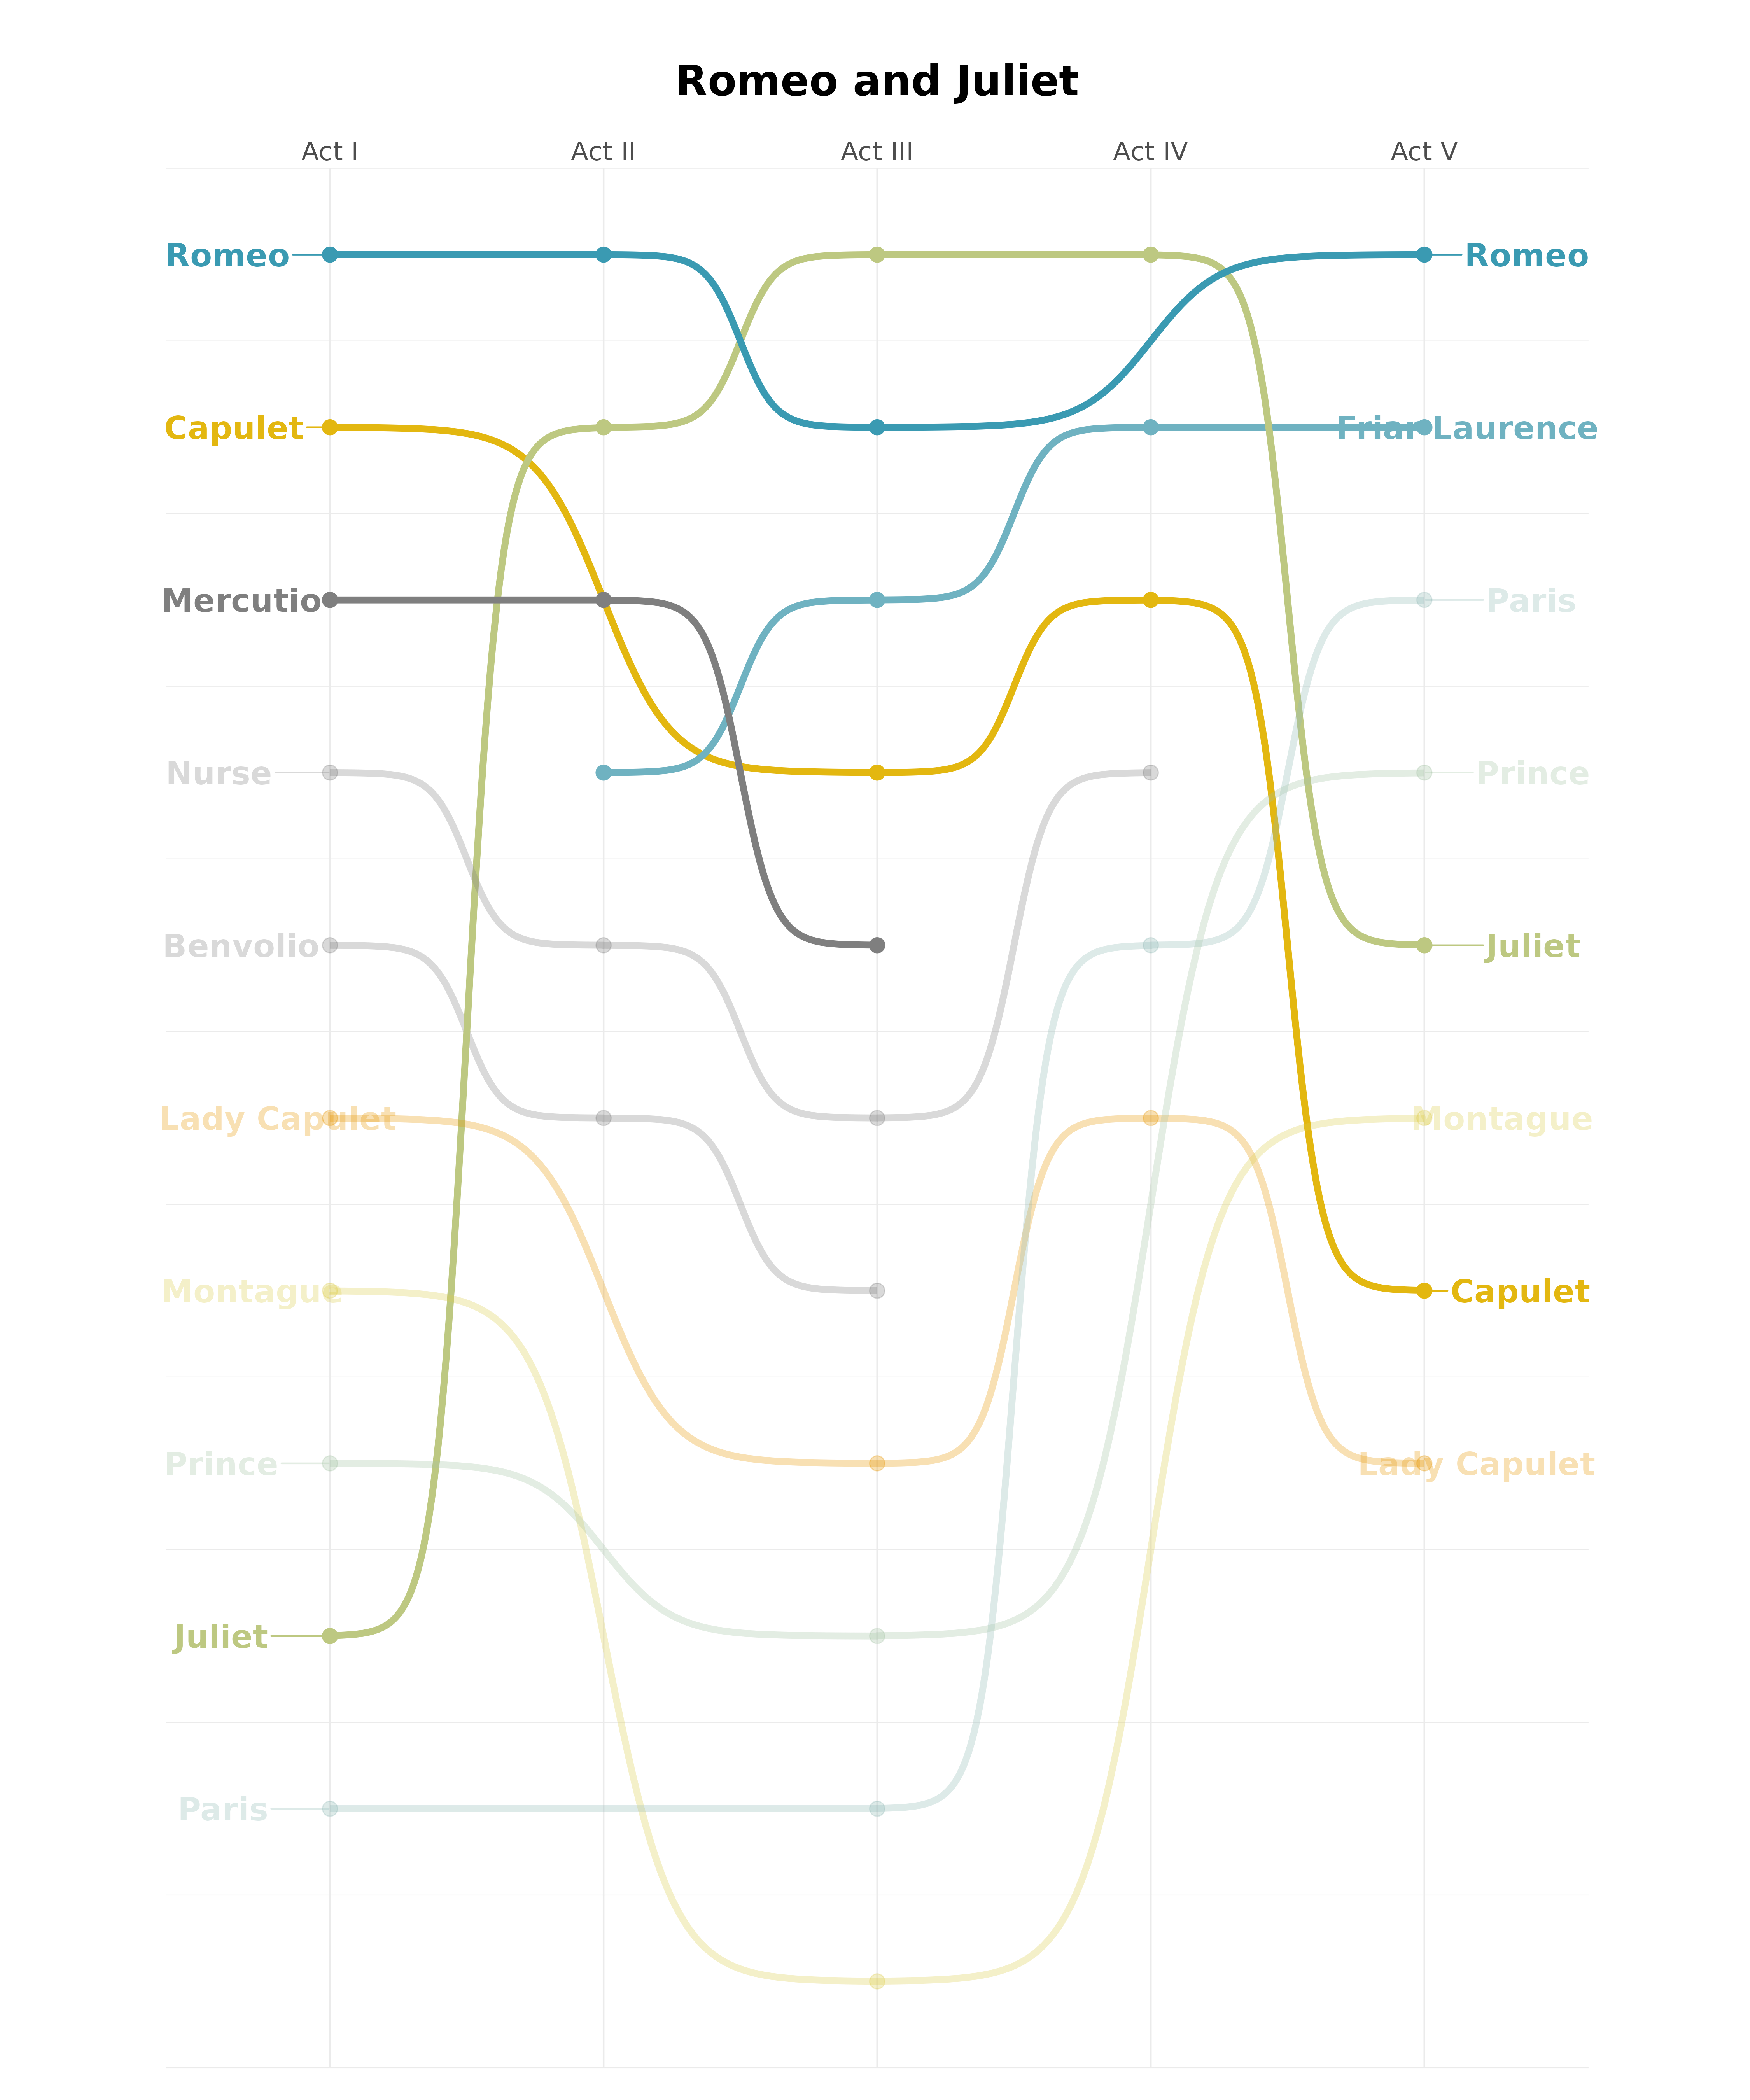 Romeo and Juliet
Act I Act II Act III Act IV Act V
Romeo Romeo
Capulet Friar Laurence
Mercutio Paris
Nurse Prince
Benvolio Juliet
Lady Capulet Montague
Montague Capulet
Prince Lady Capulet
Juliet
Paris